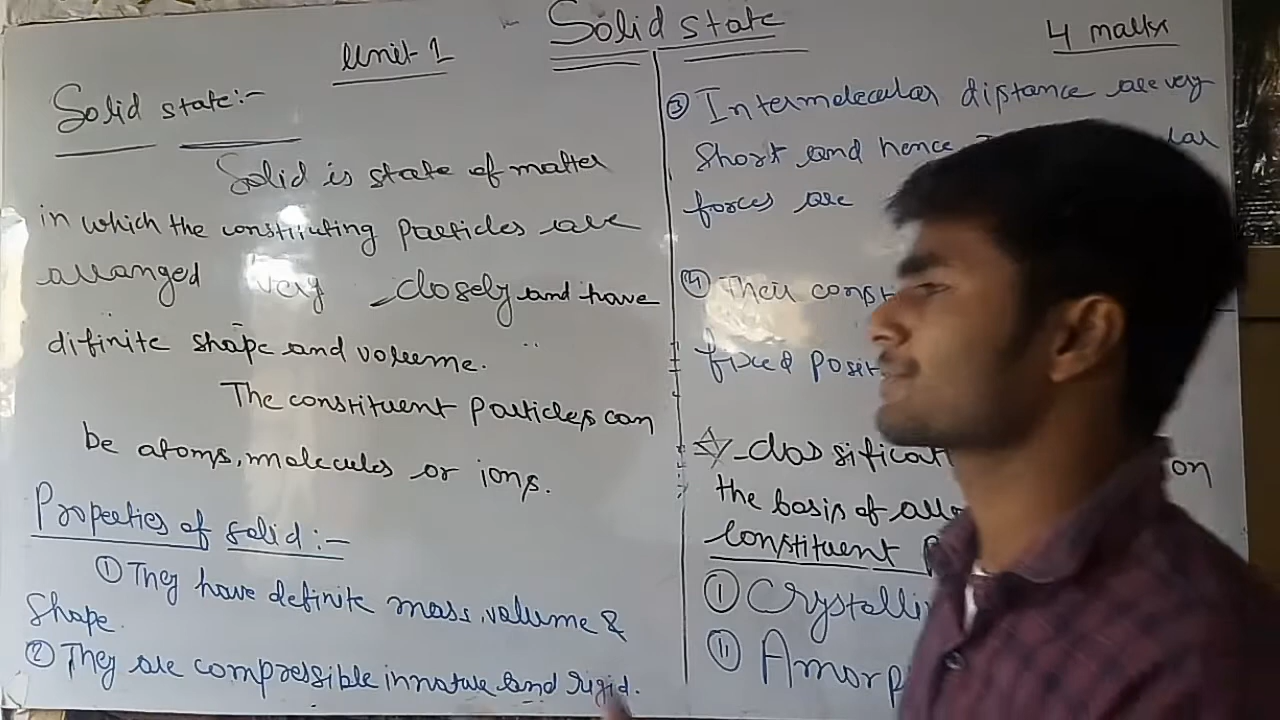 Unit-1
Solid state
4 marks
Solid state:-
Solid is state of matter
in which the constituting particles are
arranged very closely and have
difinite shape and volume.
The constituent particles can
be atoms, molecules or ions.
Properties of solid :-
① They have definite mass, volume &
shape.
② They are compressible in nature and rigid.
③ Intermolecular distance are very
short and hence
forces are
④ Their const
fixed posit
classificat on
the basis of
constituent P
① Crystalli
② Amorp